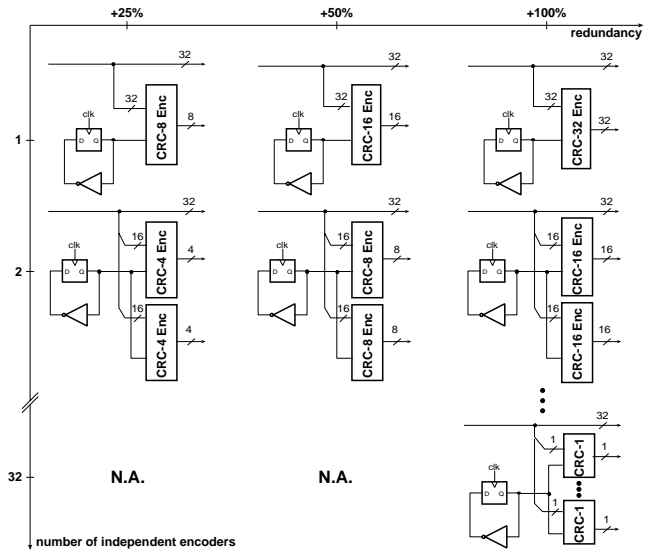 +25%
+50%
+100%
redundancy
32
32
32
32
32
32
clk
D Q
CRC-8 Enc
8
clk
D Q
CRC-16 Enc
16
clk
D Q
CRC-32 Enc
32
1
32
32
32
16
16
16
clk
D Q
CRC-4 Enc
4
clk
D Q
CRC-8 Enc
8
clk
D Q
CRC-16 Enc
16
2
16
CRC-4 Enc
4
16
CRC-8 Enc
8
16
CRC-16 Enc
16
32
1
CRC-1
1
32
N.A.
N.A.
clk
D Q
1
CRC-1
1
number of independent encoders